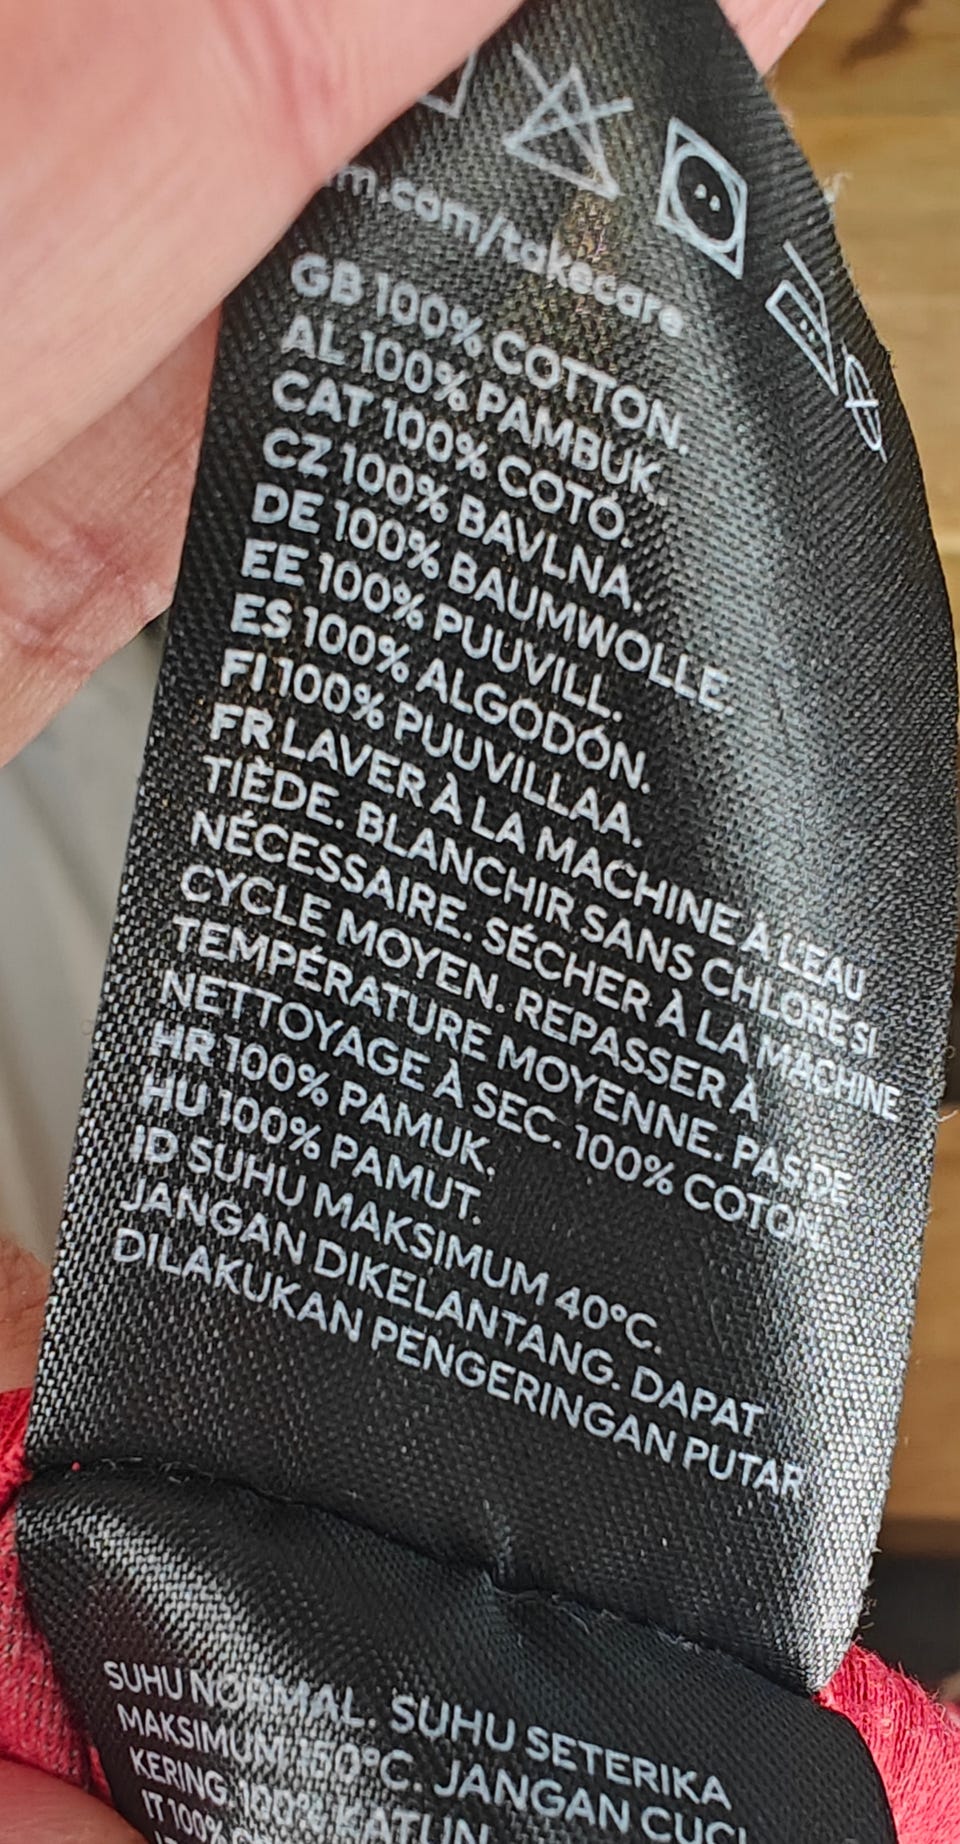 m.com/takecare
GB 100% COTTON.
AL 100% PAMBUK.
CAT 100% COTÓ.
CZ 100% BAVLNA.
DE 100% BAUMWOLLE.
EE 100% PUUVILL.
ES 100% ALGODÓN.
FI 100% PUUVILLAA.
FR LAVER À LA MACHINE À L'EAU
TIÈDE. BLANCHIR SANS CHLORE SI
NÉCESSAIRE. SÉCHER À LA MACHINE
CYCLE MOYEN. REPASSER À
TEMPÉRATURE MOYENNE. PAS DE
NETTOYAGE À SEC. 100% COTON.
HR 100% PAMUK.
HU 100% PAMUT.
ID SUHU MAKSIMUM 40°C.
JANGAN DIKELANTANG. DAPAT
DILAKUKAN PENGERINGAN PUTAR
SUHU NORMAL. SUHU SETERIKA
MAKSIMUM 150°C. JANGAN CUCI
KERING. 100% KATUN
IT 100%